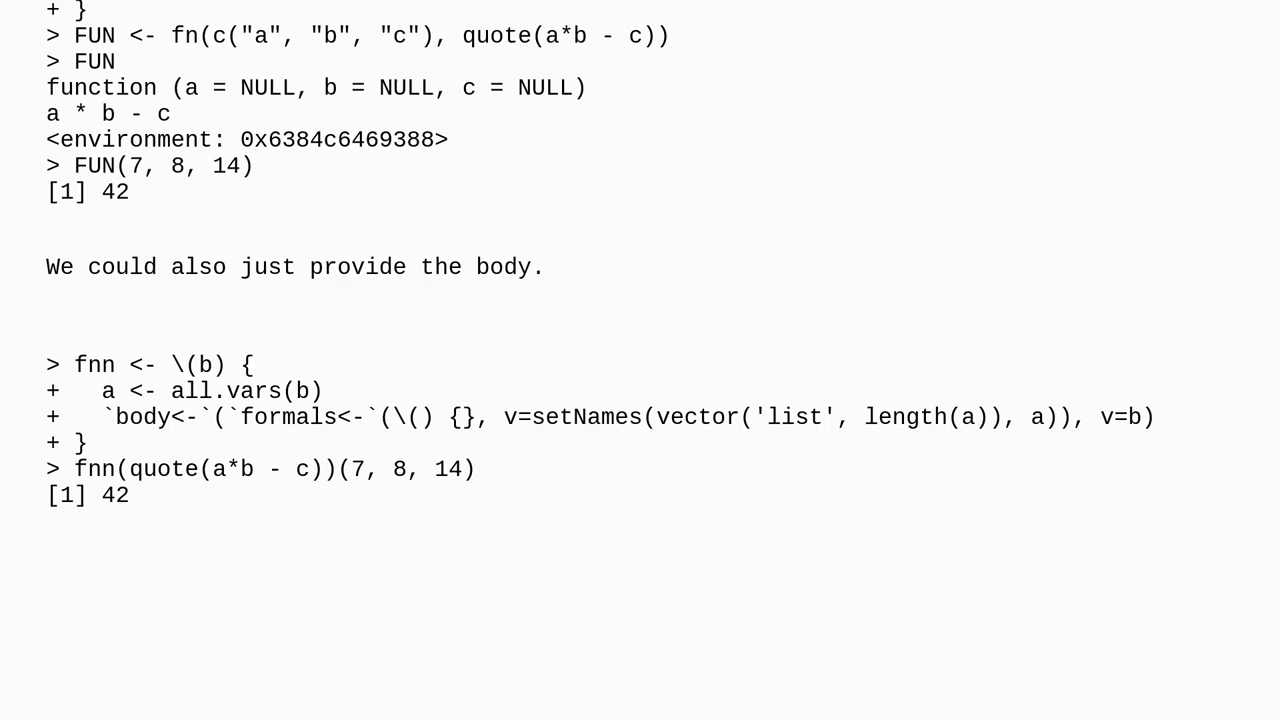 + }
> FUN <- fn(c("a", "b", "c"), quote(a*b - c))
> FUN
function (a = NULL, b = NULL, c = NULL)
a * b - c
<environment: 0x6384c6469388>
> FUN(7, 8, 14)
[1] 42
We could also just provide the body.
> fnn <- \(b) {
+   a <- all.vars(b)
+   `body<-`(`formals<-`(\() {}, v=setNames(vector('list', length(a)), a)), v=b)
+ }
> fnn(quote(a*b - c))(7, 8, 14)
[1] 42